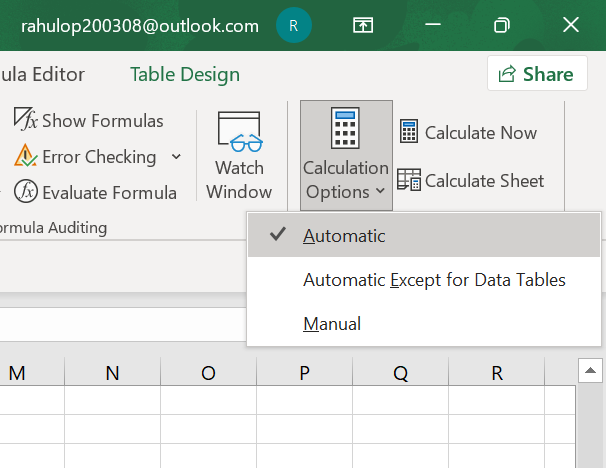 rahulop200308@outlook.com R
ula Editor Table Design Share
Show Formulas
Error Checking
Evaluate Formula
Watch
Window
Calculation
Options
Calculate Now
Calculate Sheet
ormula Auditing
Automatic
Automatic Except for Data Tables
Manual
M N O P Q R